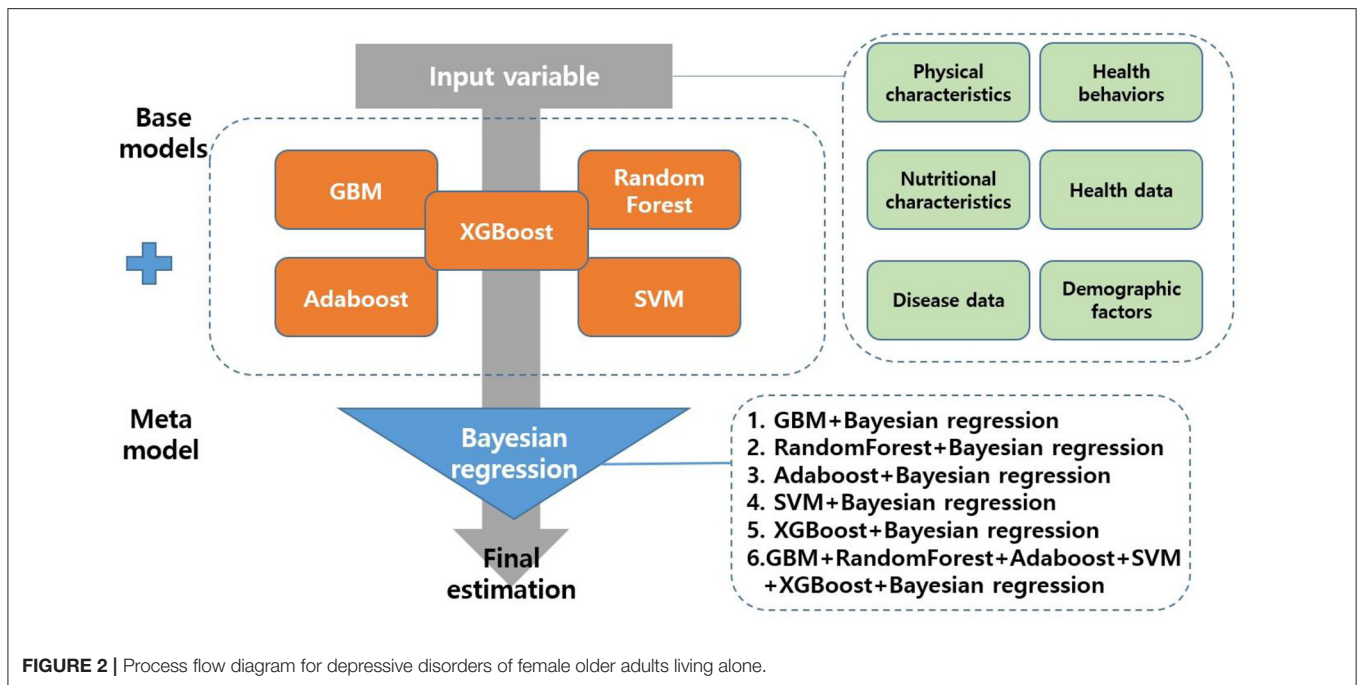 Input variable
Physical
characteristics
Health
behaviors
Nutritional
characteristics
Health data
Disease data
Demographic
factors
Base
models
GBM
Random
Forest
XGBoost
Adaboost
SVM
Meta
model
Bayesian
regression
1. GBM+Bayesian regression
2. RandomForest+Bayesian regression
3. Adaboost+Bayesian regression
4. SVM+Bayesian regression
5. XGBoost+Bayesian regression
6.GBM+RandomForest+Adaboost+SVM
+XGBoost+Bayesian regression
Final
estimation
FIGURE 2 | Process flow diagram for depressive disorders of female older adults living alone.